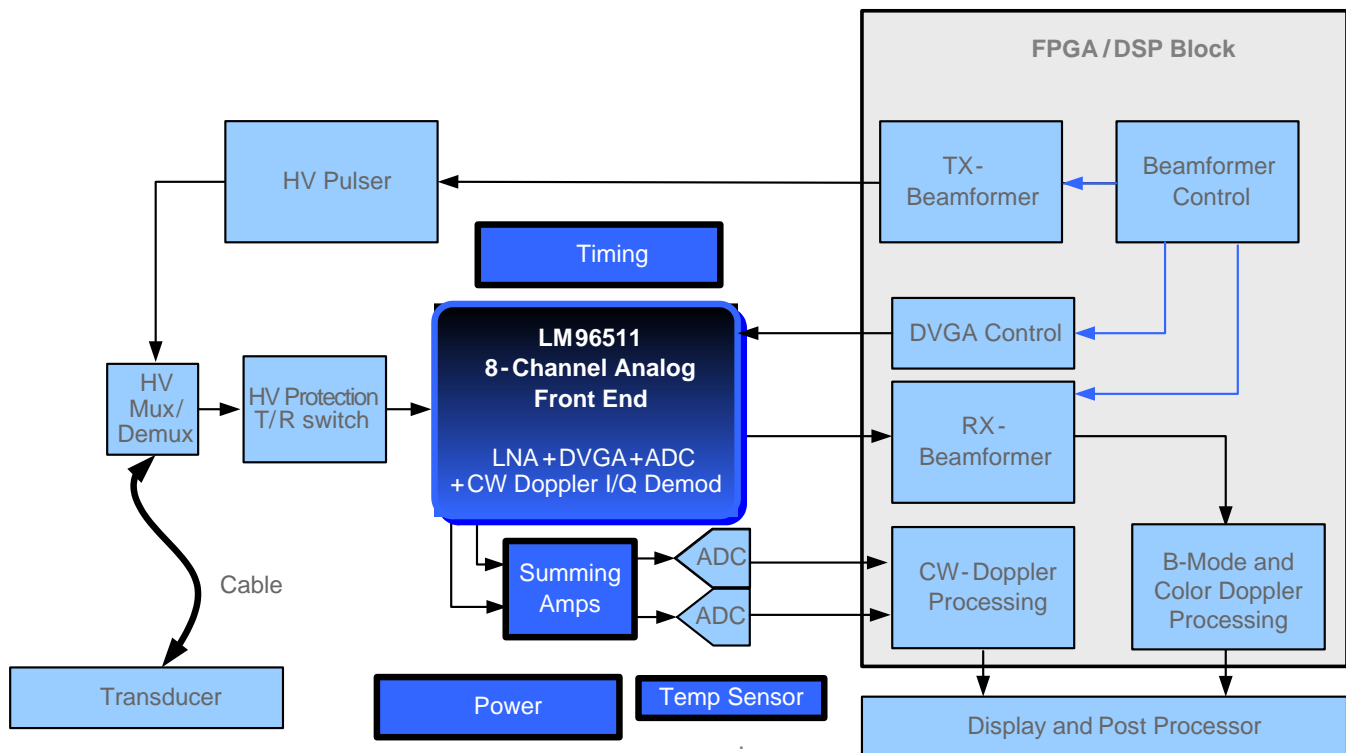 FPGA/DSP Block
HV Pulser
TX-
Beamformer
Beamformer
Control
Timing
LM96511
8-Channel Analog
Front End
LNA+DVGA+ADC
+CW Doppler I/Q Demod
DVGA Control
HV
Mux/
Demux
HV Protection
T/R switch
RX-
Beamformer
Summing
Amps
ADC
ADC
CW-Doppler
Processing
B-Mode and
Color Doppler
Processing
Cable
Transducer
Power
Temp Sensor
Display and Post Processor